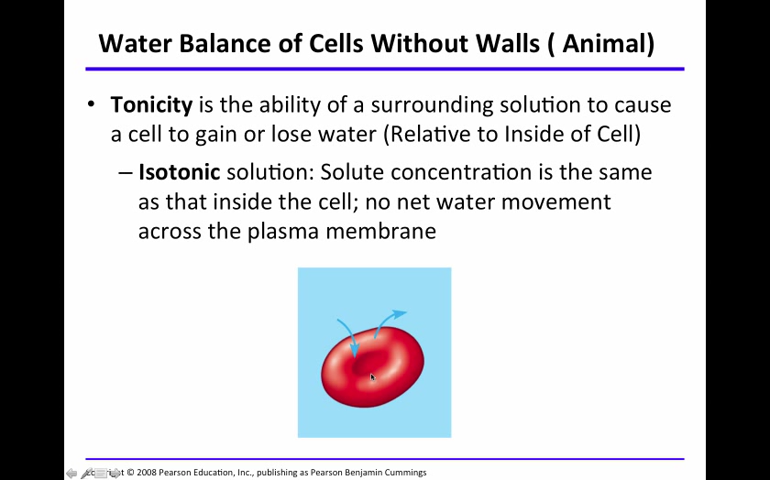 Water Balance of Cells Without Walls ( Animal)
• Tonicity is the ability of a surrounding solution to cause
a cell to gain or lose water (Relative to Inside of Cell)
– Isotonic solution: Solute concentration is the same
as that inside the cell; no net water movement
across the plasma membrane
© 2008 Pearson Education, Inc., publishing as Pearson Benjamin Cummings